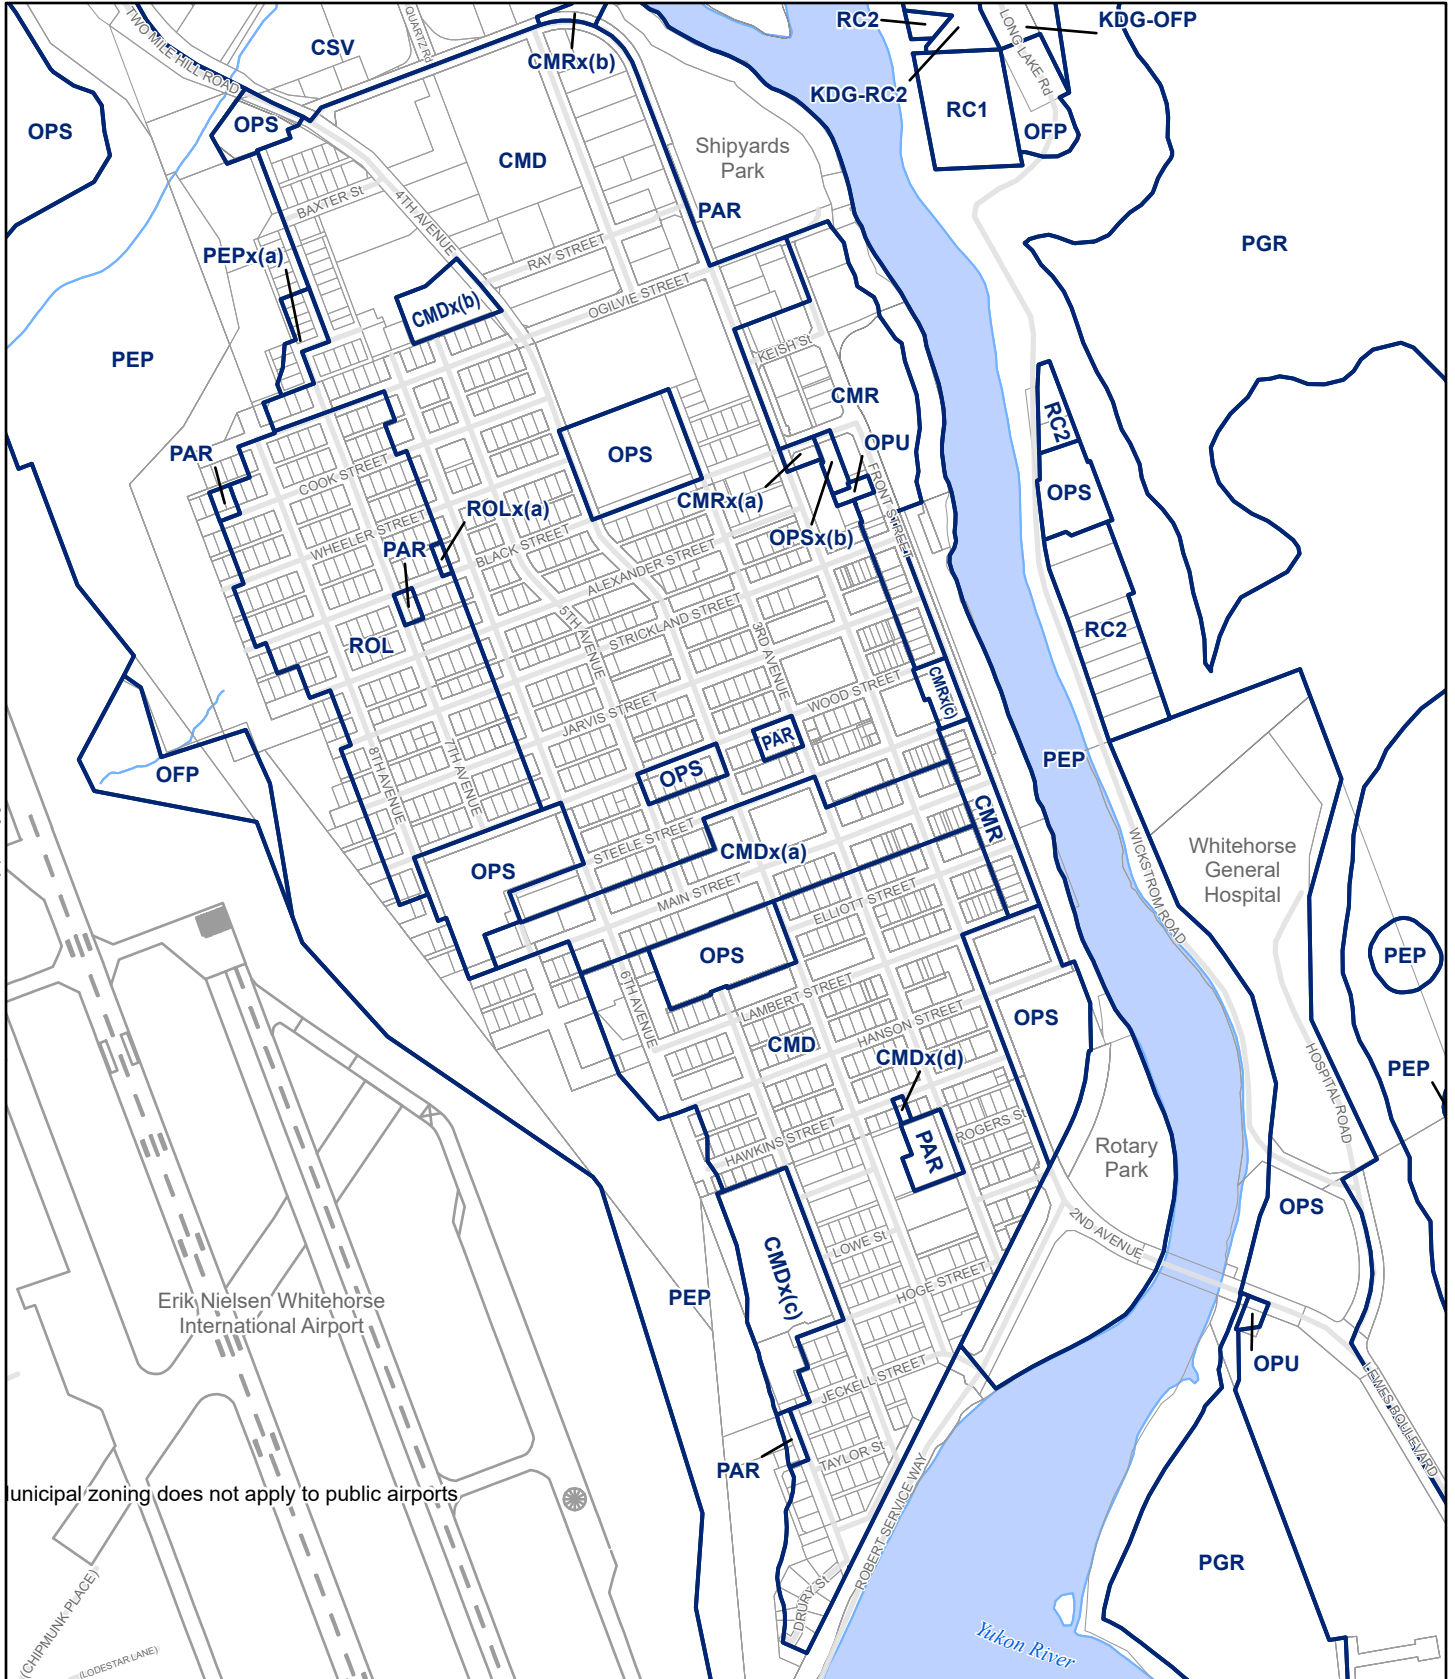 TWO MILE HILL ROAD
CSV
QUARTZ Rd
CMRx(b)
RC2
KDG-OFP
LONG LAKE Rd
KDG-RC2
RC1
OFP
OPS
OPS
CMD
Shipyards
Park
PAR
BAXTER St
4TH AVENUE
RAY STREET
OGILVIE STREET
PEPx(a)
CMDx(b)
PGR
PEP
KEISH St
CMR
RC2
PAR
COOK STREET
OPS
OPU
CMRx(a)
FRONT STREET
OPS
ROLx(a)
WHEELER STREET
PAR
BLACK STREET
OPSx(b)
ALEXANDER STREET
STRICKLAND STREET
5TH AVENUE
3RD AVENUE
ROL
RC2
CMRx(c)
WOOD STREET
JARVIS STREET
PAR
8TH AVENUE
7TH AVENUE
OPS
OFP
PEP
CMR
STEELE STREET
CMDx(a)
OPS
MAIN STREET
ELLIOTT STREET
WICKSTROM ROAD
Whitehorse
General
Hospital
OPS
PEP
6TH AVENUE
LAMBERT STREET
HANSON STREET
OPS
CMD
CMDx(d)
HOSPITAL ROAD
PEP
HAWKINS STREET
PAR
ROGERS St
Rotary
Park
OPS
2ND AVENUE
LOWE St
CMDx(c)
HOGE STREET
PEP
Erik Nielsen Whitehorse
International Airport
OPU
JECKELL STREET
LEWES BOULEVARD
PAR
TAYLOR St
unicipal zoning does not apply to public airports
ROBERT SERVICE WAY
PGR
DRURY St
(CHIPMUNK PLACE)
(LODESTAR LANE)
Yukon River